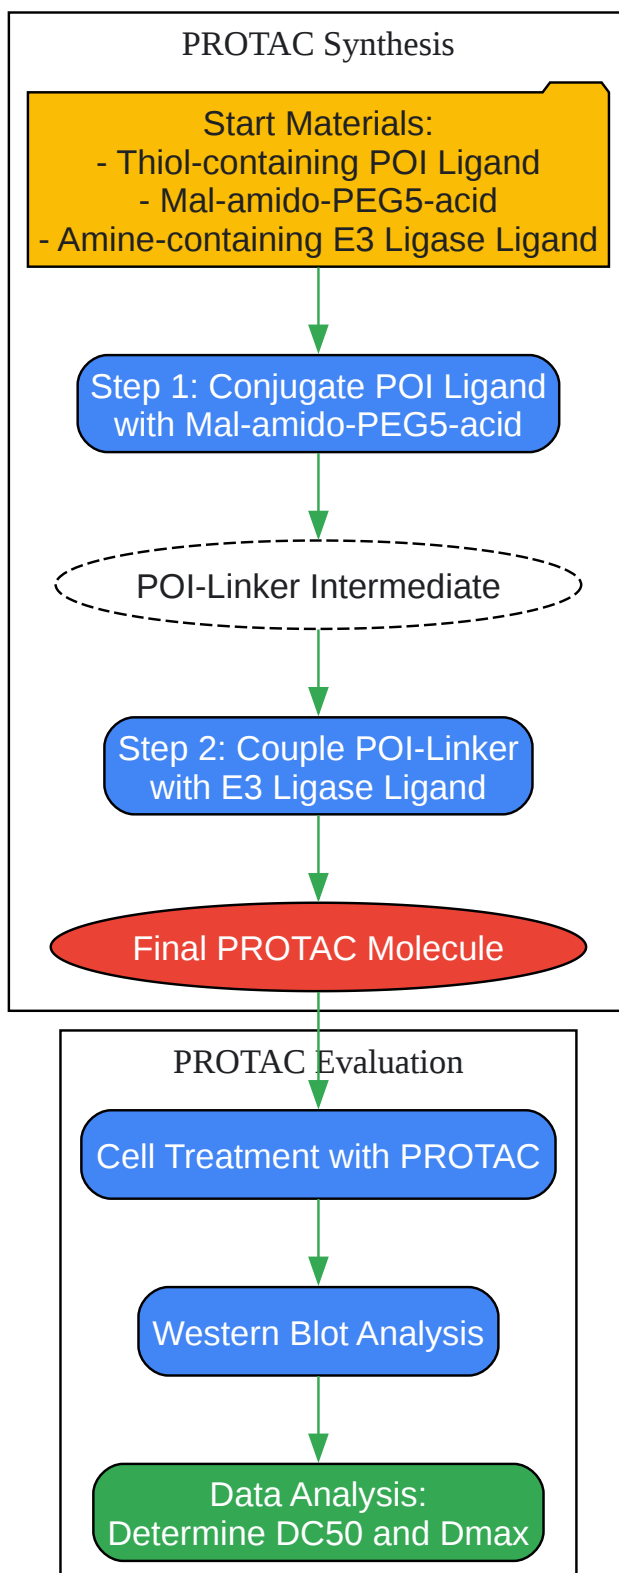 PROTAC Synthesis
Start Materials:
- Thiol-containing POI Ligand
- Mal-amido-PEG5-acid
- Amine-containing E3 Ligase Ligand
Step 1: Conjugate POI Ligand
with Mal-amido-PEG5-acid
POI-Linker Intermediate
Step 2: Couple POI-Linker
with E3 Ligase Ligand
Final PROTAC Molecule
PROTAC Evaluation
Cell Treatment with PROTAC
Western Blot Analysis
Data Analysis:
Determine DC50 and Dmax